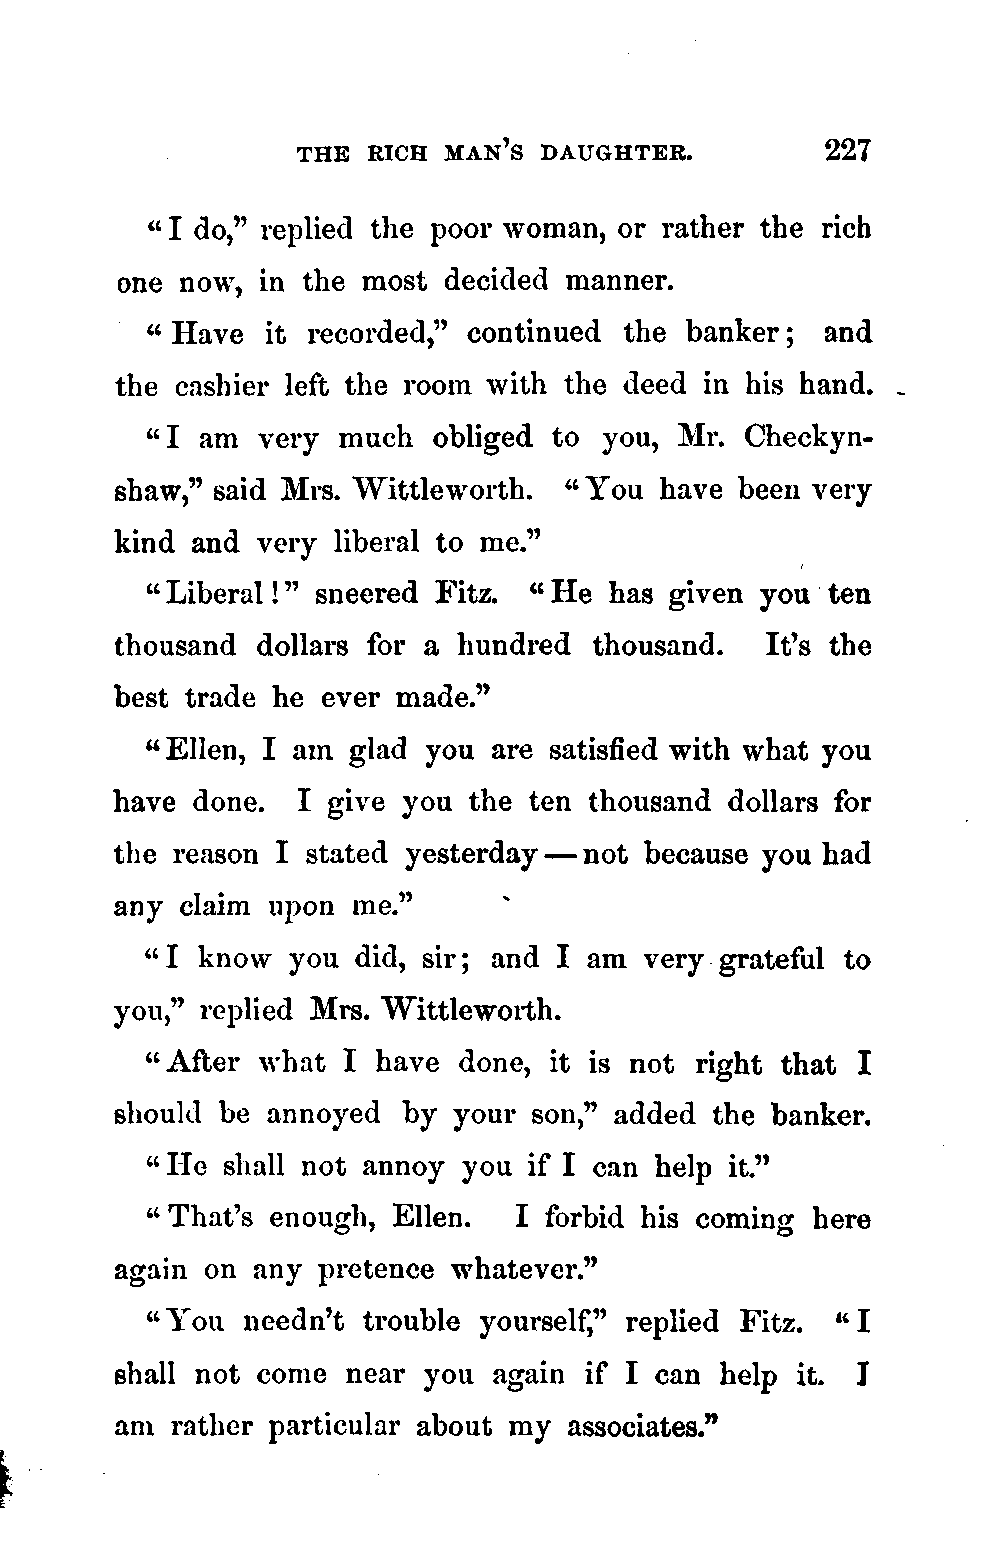 THE RICH MAN'S DAUGHTER. 227
"I do," replied the poor woman, or rather the rich
one now, in the most decided manner.
"Have it recorded," continued the banker; and
the cashier left the room with the deed in his hand.
"I am very much obliged to you, Mr. Checkyn-
shaw," said Mrs. Wittleworth. "You have been very
kind and very liberal to me."
"Liberal!" sneered Fitz. "He has given you ten
thousand dollars for a hundred thousand. It's the
best trade he ever made."
"Ellen, I am glad you are satisfied with what you
have done. I give you the ten thousand dollars for
the reason I stated yesterday — not because you had
any claim upon me."
"I know you did, sir; and I am very grateful to
you," replied Mrs. Wittleworth.
"After what I have done, it is not right that I
should be annoyed by your son," added the banker.
"He shall not annoy you if I can help it."
"That's enough, Ellen. I forbid his coming here
again on any pretence whatever."
"You needn't trouble yourself," replied Fitz. "I
shall not come near you again if I can help it. I
am rather particular about my associates."